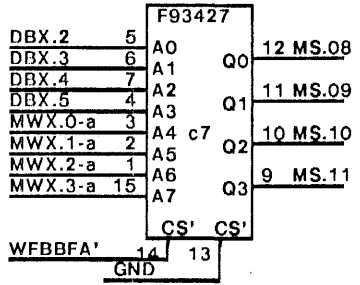 F93427
DBX.2 5 A0
DBX.3 6 A1
DBX.4 7 A2
DBX.5 4 A3
MWX.0-a 3 A4
MWX.1-a 2 A5
MWX.2-a 1 A6
MWX.3-a 15 A7
c7
Q0 12 MS.08
Q1 11 MS.09
Q2 10 MS.10
Q3 9 MS.11
CS' CS'
WFBBFA' 14 13
GND